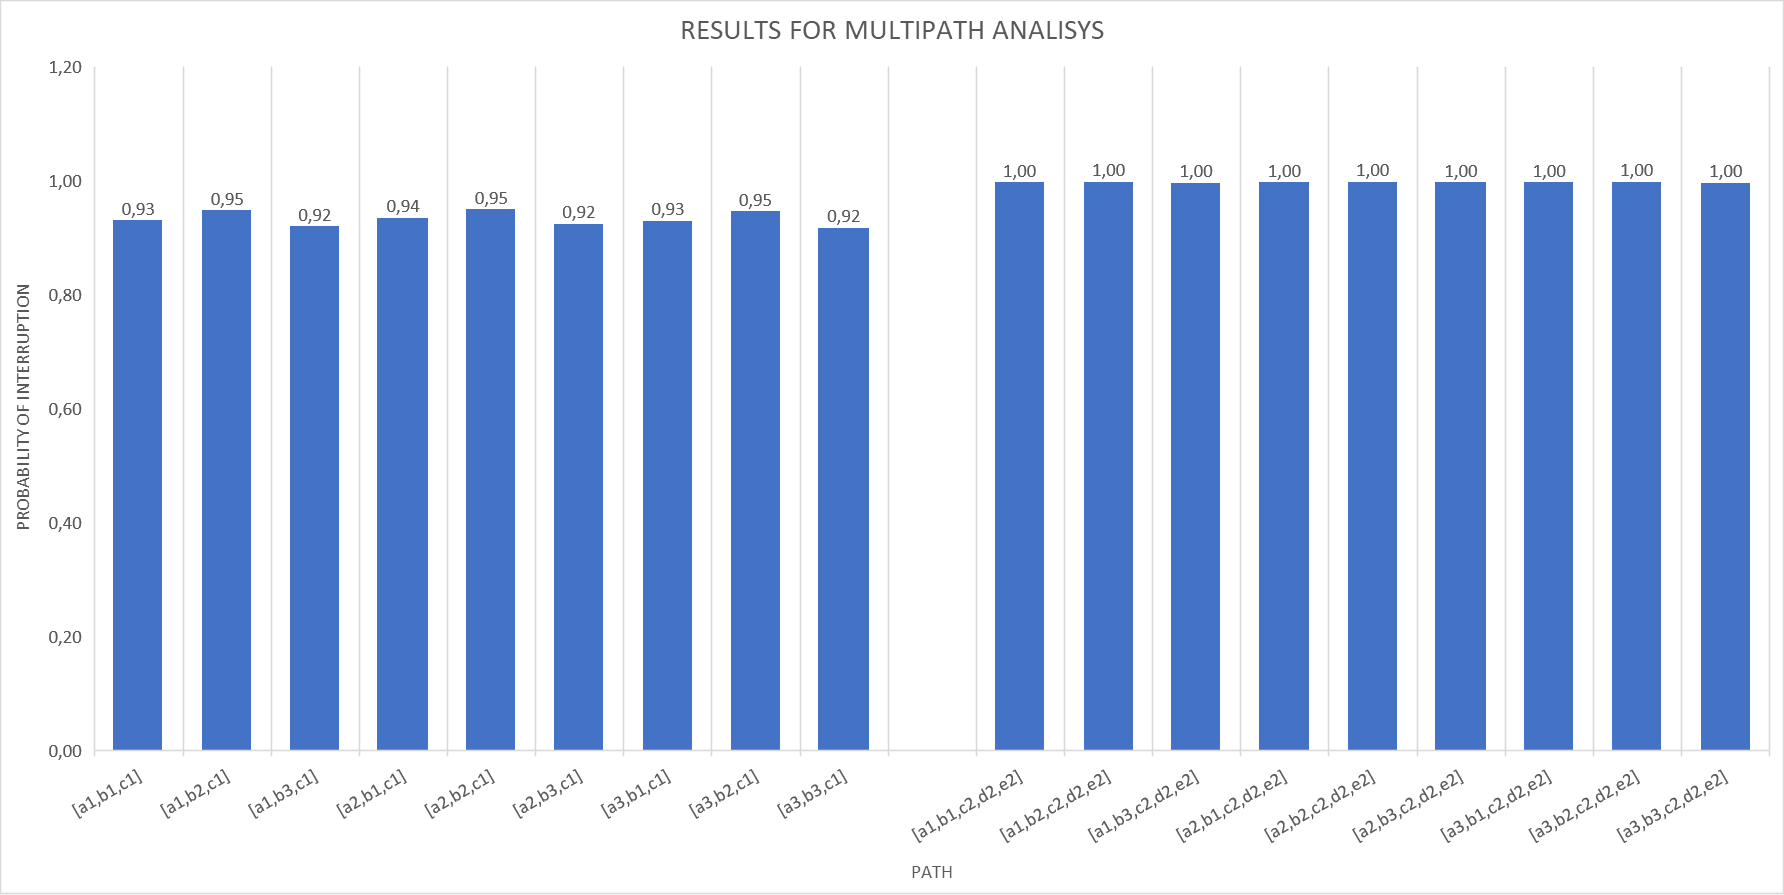 RESULTS FOR MULTIPATH ANALISYS
1,20
1,00
0,80
0,60
0,40
0,20
0,00
PROBABILITY OF INTERRUPTION
0,93
0,95
0,92
0,94
0,95
0,92
0,93
0,95
0,92
1,00
1,00
1,00
1,00
1,00
1,00
1,00
1,00
1,00
[a1,b1,c1]
[a1,b2,c1]
[a1,b3,c1]
[a2,b1,c1]
[a2,b2,c1]
[a2,b3,c1]
[a3,b1,c1]
[a3,b2,c1]
[a3,b3,c1]
[a1,b1,c2,d2,e2]
[a1,b2,c2,d2,e2]
[a1,b3,c2,d2,e2]
[a2,b1,c2,d2,e2]
[a2,b2,c2,d2,e2]
[a2,b3,c2,d2,e2]
[a3,b1,c2,d2,e2]
[a3,b2,c2,d2,e2]
[a3,b3,c2,d2,e2]
PATH